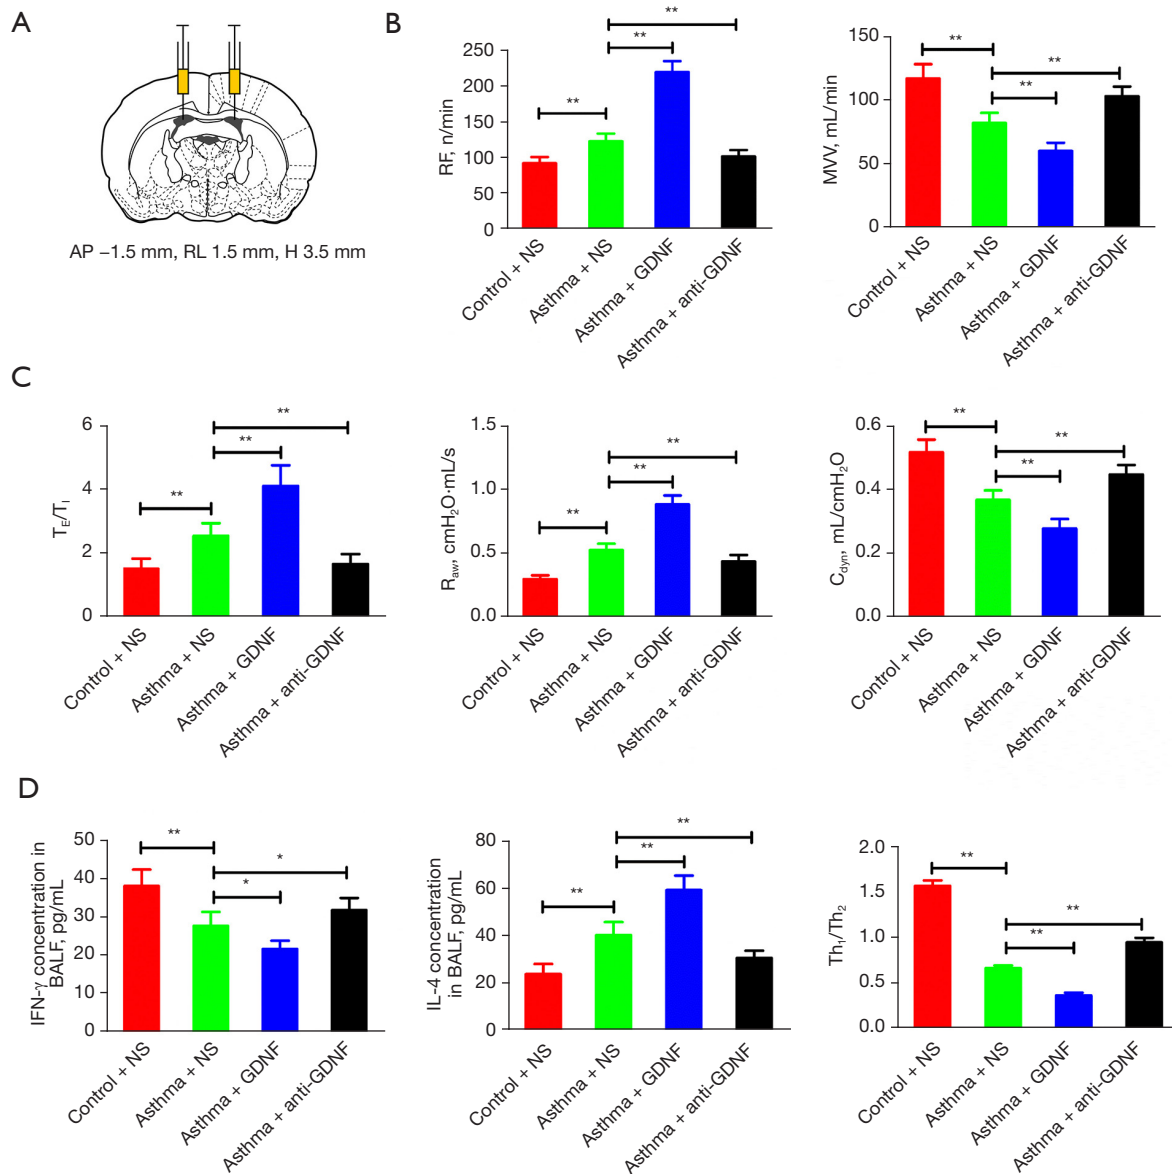 A
AP −1.5 mm, RL 1.5 mm, H 3.5 mm
B
RF, n/min
250
200
150
100
50
0
**
**
**
Control + NS
Asthma + NS
Asthma + GDNF
Asthma + anti-GDNF
MVV, mL/min
150
100
50
0
**
**
**
Control + NS
Asthma + NS
Asthma + GDNF
Asthma + anti-GDNF
C
TE/TI
6
4
2
0
**
**
**
Control + NS
Asthma + NS
Asthma + GDNF
Asthma + anti-GDNF
Raw, cmH2O·mL/s
1.5
1.0
0.5
0.0
**
**
**
Control + NS
Asthma + NS
Asthma + GDNF
Asthma + anti-GDNF
Cdyn, mL/cmH2O
0.6
0.4
0.2
0.0
**
**
**
Control + NS
Asthma + NS
Asthma + GDNF
Asthma + anti-GDNF
D
IFN-γ concentration in
BALF, pg/mL
50
40
30
20
10
0
**
*
*
Control + NS
Asthma + NS
Asthma + GDNF
Asthma + anti-GDNF
IL-4 concentration
in BALF, pg/mL
80
60
40
20
0
**
**
**
Control + NS
Asthma + NS
Asthma + GDNF
Asthma + anti-GDNF
Th1/Th2
2.0
1.5
1.0
0.5
0.0
**
**
**
Control + NS
Asthma + NS
Asthma + GDNF
Asthma + anti-GDNF